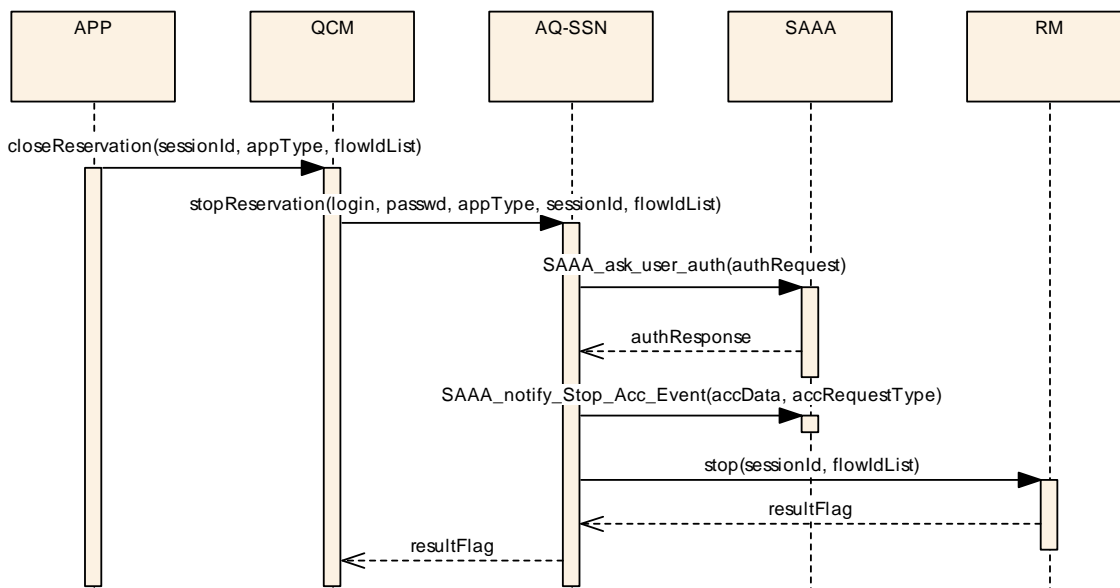 APP QCM AQ-SSN SAAA RM
closeReservation(sessionId, appType, flowIdList)
stopReservation(login, passwd, appType, sessionId, flowIdList)
SAAA_ask_user_auth(authRequest)
authResponse
SAAA_notify_Stop_Acc_Event(accData, accRequestType)
stop(sessionId, flowIdList)
resultFlag
resultFlag